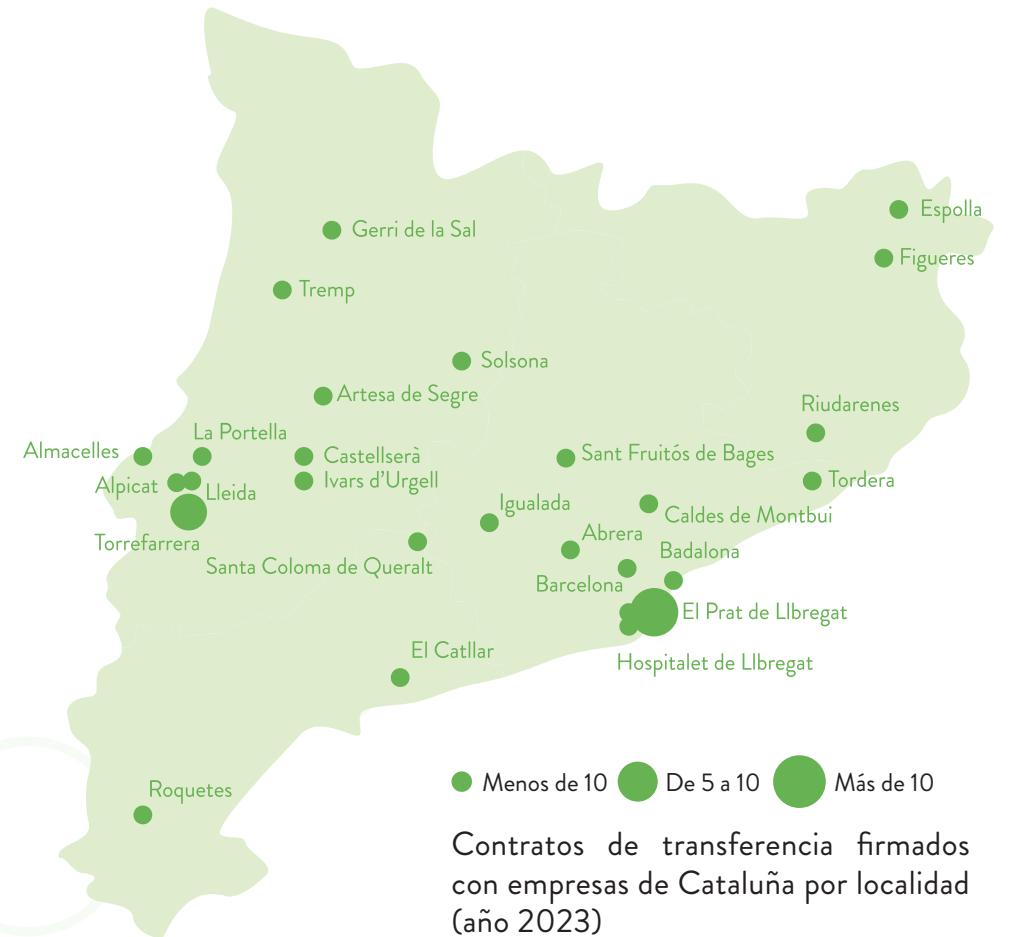 Espolla
Gerri de la Sal
Figueres
Tremp
Solsona
Artesa de Segre
Riudarenes
La Portella
Almacelles
Castellserà
Sant Fruitós de Bages
Ivars d'Urgell
Tordera
Alpicat
Lleida
Igualada
Caldes de Montbui
Abrera
Torrefarrera
Badalona
Santa Coloma de Queralt
Barcelona
El Prat de Llbregat
El Catllar
Hospitalet de Llbregat
Roquetes
Menos de 10 De 5 a 10 Más de 10
Contratos de transferencia firmados
con empresas de Cataluña por localidad
(año 2023)